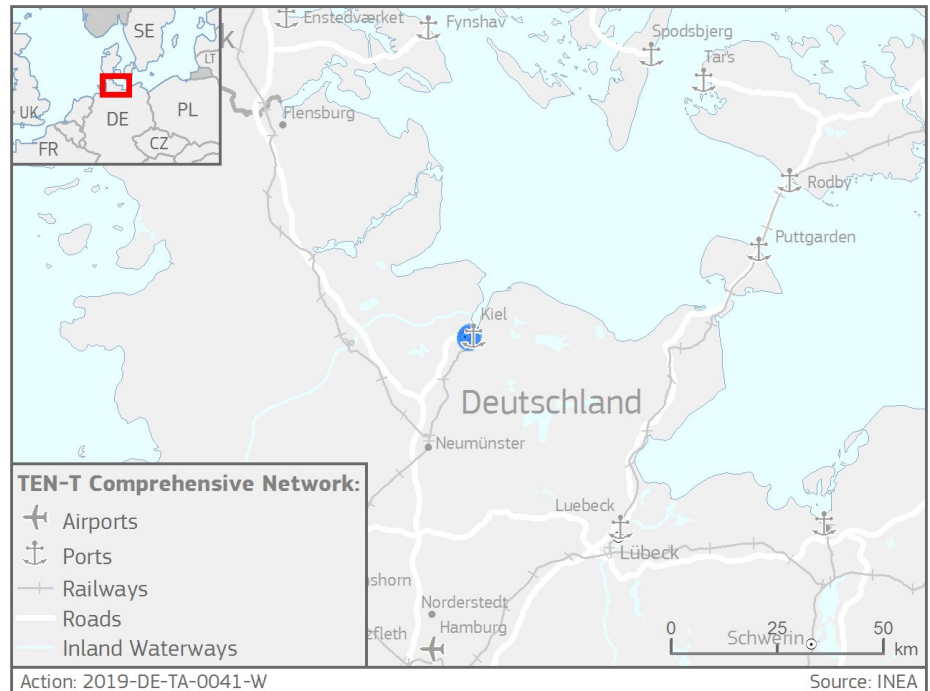 SE
LT
UK
DE
PL
FR
CZ
k
Enstedværket
Fynshav
Spodsbjerg
Tars
Flensburg
Rodby
Puttgarden
Kiel
Deutschland
Neumünster
Luebeck
Lübeck
shorn
Norderstedt
Hamburg
zfleth
Schwerin
0 25 50
km
TEN-T Comprehensive Network:
Airports
Ports
Railways
Roads
Inland Waterways
Action: 2019-DE-TA-0041-W
Source: INEA